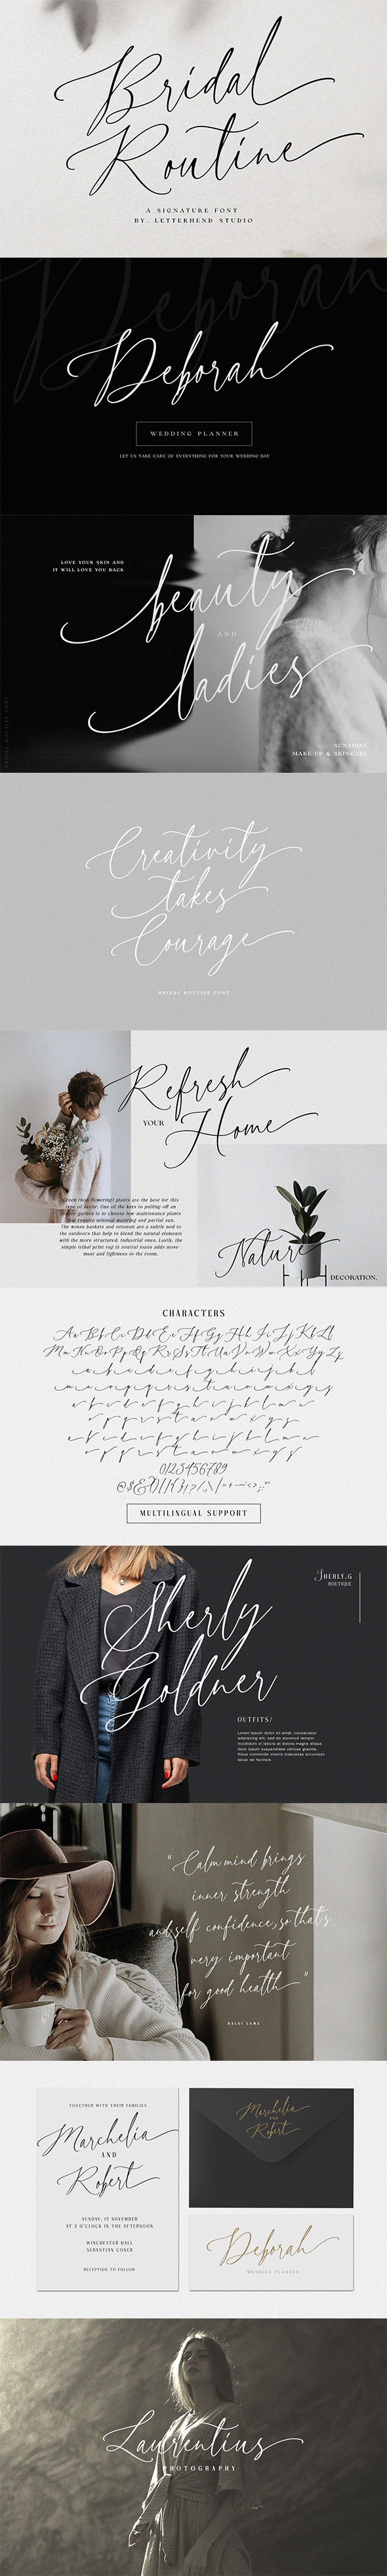 Bridal
Routine
A SIGNATURE FONT
BY. LETTERHEND STUDIO
Deborah
Deborah
WEDDING PLANNER
LET US TAKE CARE OF EVERYTHING FOR YOUR WEDDING DAY
LOVE YOUR SKIN AND
IT WILL LOVE YOU BACK
beauty
AND
ladies
BRIDAL ROUTINE FONT
SUNSHINE
MAKE UP & SKINCARE
Creativity
takes
Courage
BRIDAL ROUTINE FONT
Refresh
YOUR
Home
Green (non-flowering) plants are the best for this
type of decor. One of the keys to pulling off an
garden is to choose low-maintenance plants
that require minimal watering and partial sun.
The woven baskets and ottoman are a subtle nod to
the outdoors that help to blend the natural elements
with the more structured, industrial ones. Lastly, the
simple tribal print rug in neutral tones adds move-
ment and lightness to the room.
Nature
DECORATION.
CHARACTERS
Aa Bb Cc Dd Ee Ff Gg Hh Ii Jj Kk Ll
Mm Nn Oo Pp Qq Rr Ss Tt Uu Vv Ww Xx Yy Zz
a b c d e f g h i j k l
m n o p q r s t u v w x y z
a b c d e f g h i j k l m n
o p q r s t u v w x y z
a b c d e f g h i j k l m n
o p q r s t u v w x y z
0123456789
MULTILINGUAL SUPPORT
SHERLY.G
BOUTIQUE
Sherly
Goldner
OUTFITS/
Lorem ipsum dolor sit amet, consectetur
adipiscing elit, sed do eiusmod tempor
incididunt ut labore et dolore magna aliqua.
Quis ipsum suspendisse ultrices gravida.
Risus commodo viverra maecenas accumsan
lacus vel facilisis.
"Calm mind brings
inner strength
and self confidence, so that's
very important
for good health"
DALAI LAMA
TOGETHER WITH THEIR FAMILIES
Marchelia
AND
Robert
SUNDAY, 15 NOVEMBER
AT 2 O'CLOCK IN THE AFTERNOON
WINCHESTER HALL
SEBASTIAN CONER
RECEPTION TO FOLLOW
Marchelia
AND
Robert
Deborah
WEDDING PLANNER
Laurentius
PHOTOGRAPHY